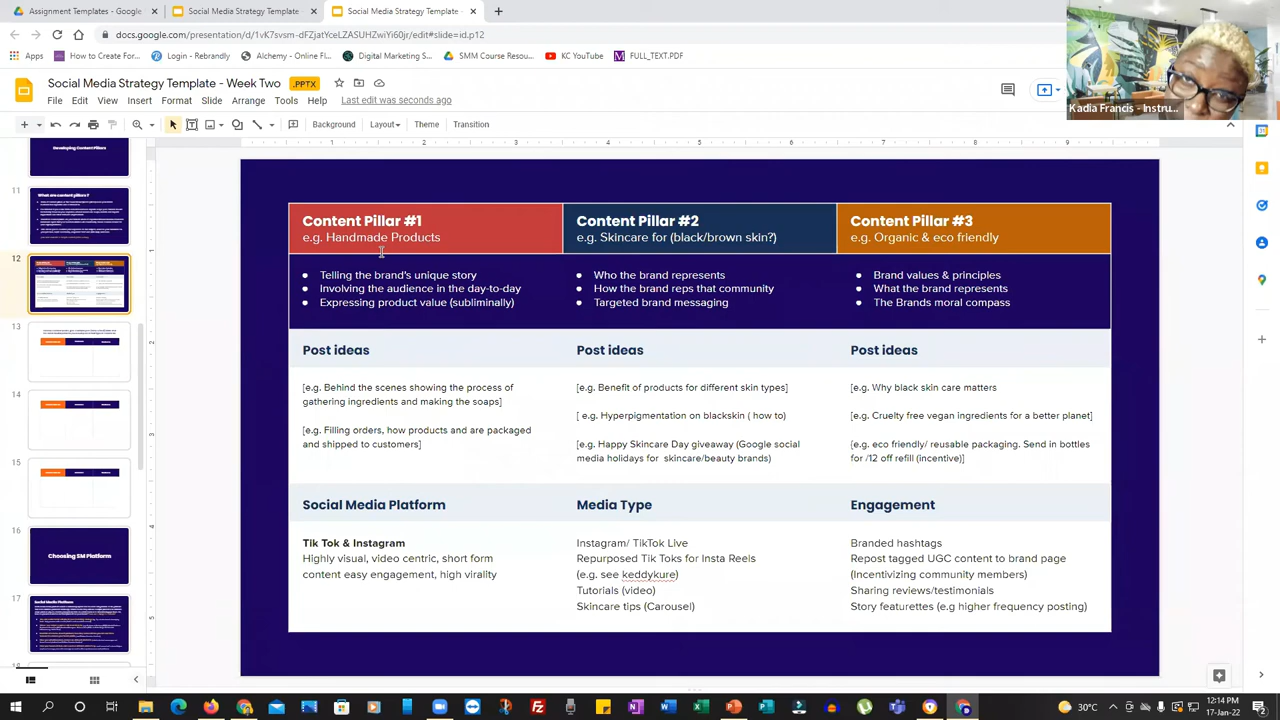 Assignment Templates - Google
Social Media Strategy Template -
Social Media Strategy Template -
docs.google.com/presentation/d/1vK7svsm-dFZjatYceLZASUHIZwiYi60jr/edit#slide=id.p12
Apps
How to Create For...
Login - Rebrandly
Alchemy - Online Fl...
Digital Marketing S...
SMM Course Resou...
KC YouTube
FULL_TEXT.PDF
Kadia Francis - Instru...
Social Media Strategy Template - Week Two
.PPTX
File Edit View Insert Format Slide Arrange Tools Help
Last edit was seconds ago
Background
Layout
Theme
Transition
Developing Content Pillars
11
What are content pillars ?
12
13
14
15
16
Choosing SM Platform
17
Social Media Platform
Content Pillar #1
e.g. Handmade Products
Content Pillar #2
e.g. Skincare for (black/brown skin?)
Content Pillar #3
e.g. Organic & eco friendly
Telling the brand's unique story
Involving the audience in the day-to-day
Expressing product value (subliminally)
Who the brand represents
How the brand reps that community
Targeted brand messaging
Brand values & principles
What the brand represents
The Brands moral compass
Post ideas
Post ideas
Post ideas
[e.g. Behind the scenes showing the process of
gathering ingredients and making the soaps]
[e.g. Filling orders, how products and are packaged
and shipped to customers]
[e.g. Benefit of products for different skin types]
[ e.g. Hyperpigmentation on blackskin ( how to)
[e.g. Happy Skincare Day giveaway (Google social
media holidays for skincare/beauty brands)
[e.g. Why black skin care matters
[e.g. Cruelty free vegan ingredients for a better planet]
[e.g. eco friendly/ reusable packaging. Send in bottles
for /12 off refill (incentive)]
Social Media Platform
Media Type
Engagement
Tik Tok & Instagram
Highly visual, video centric, short form
content easy engagement, high virality
Instagram/ TikTok Live
Repurposed Tik Toks for Insta Reels
(e.g. see keddykure)
Tutorials (video)
Skincare tips (Carousel)
Branded hashtags
Repost tagged UGC content to brand page
(Incentivizing community members)
Sharing reviews/testimonials
Story features
30°C
12:14 PM
17-Jan-22